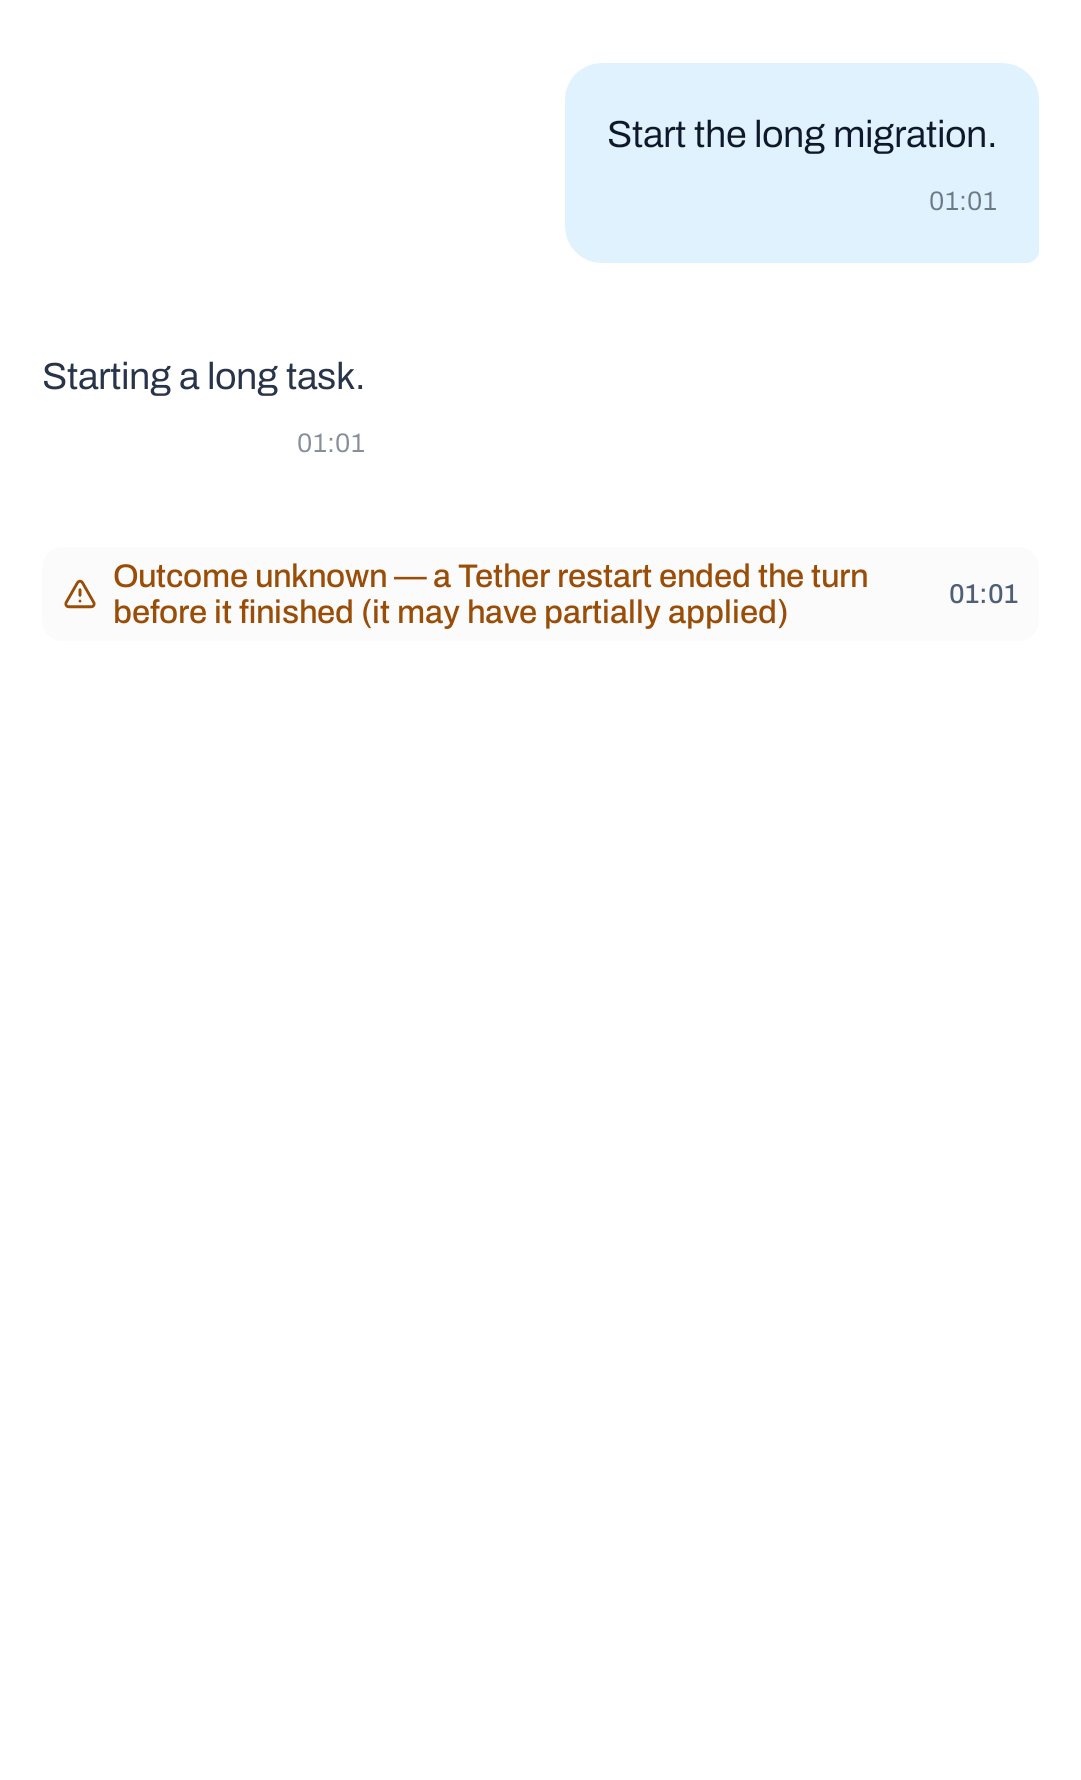 Start the long migration.
01:01
Starting a long task.
01:01
Outcome unknown — a Tether restart ended the turn
before it finished (it may have partially applied)
01:01